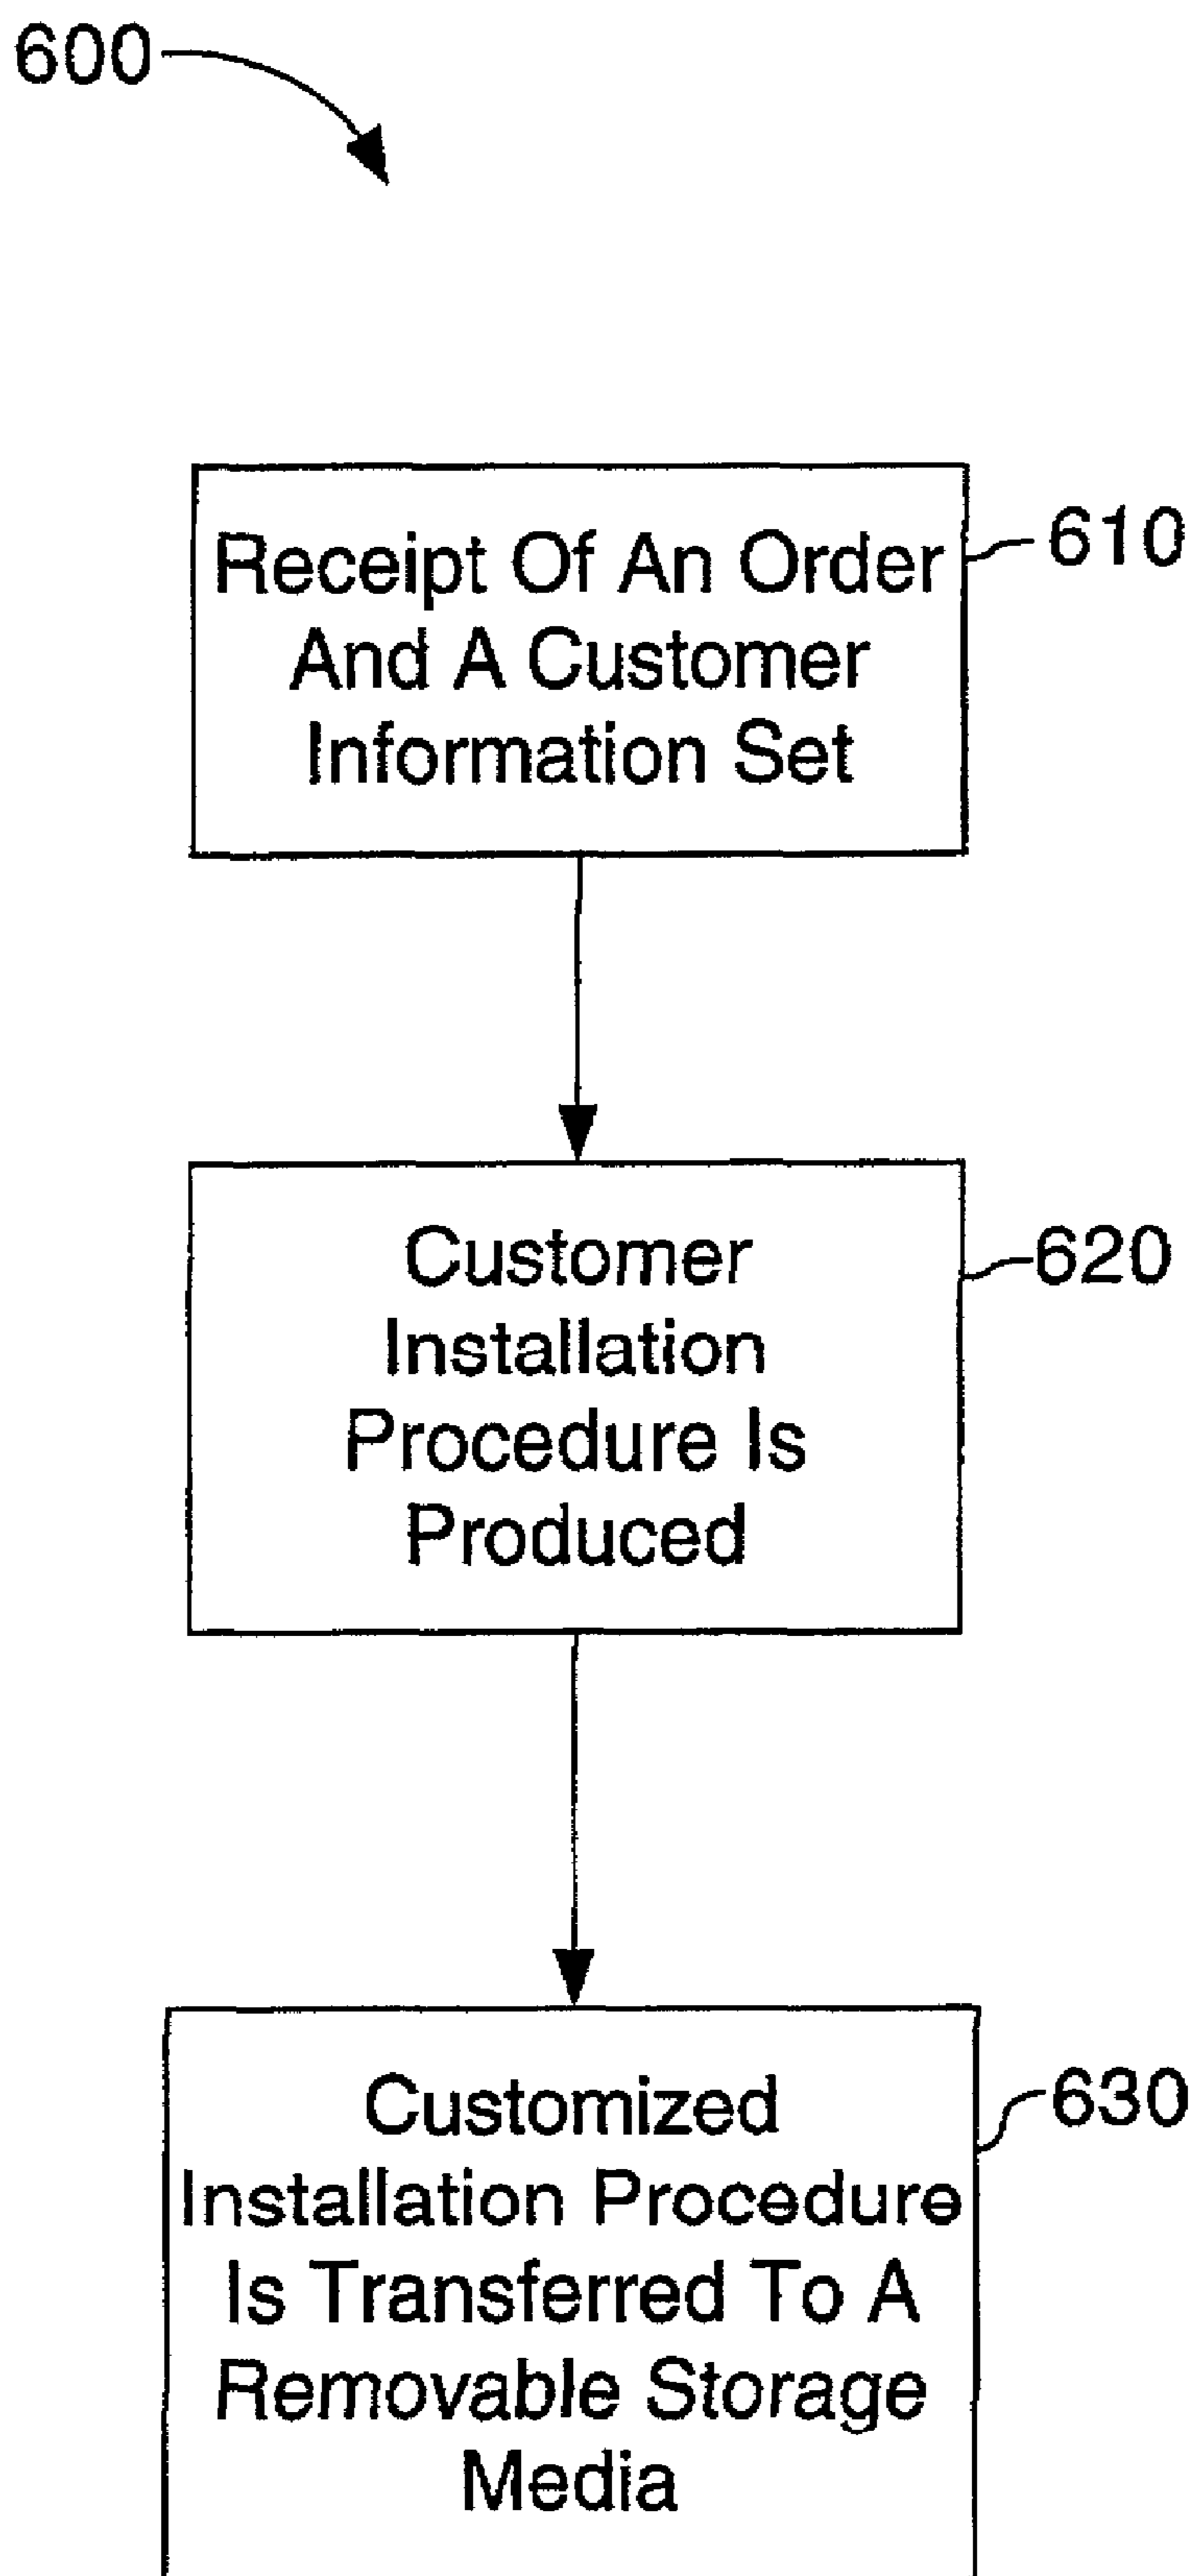 600
Receipt Of An Order
610
And A Customer
Information Set
Customer
620
Installation
Procedure Is
Produced
Customized
630
Installation Procedure
Is Transferred To A
Removable Storage
Media